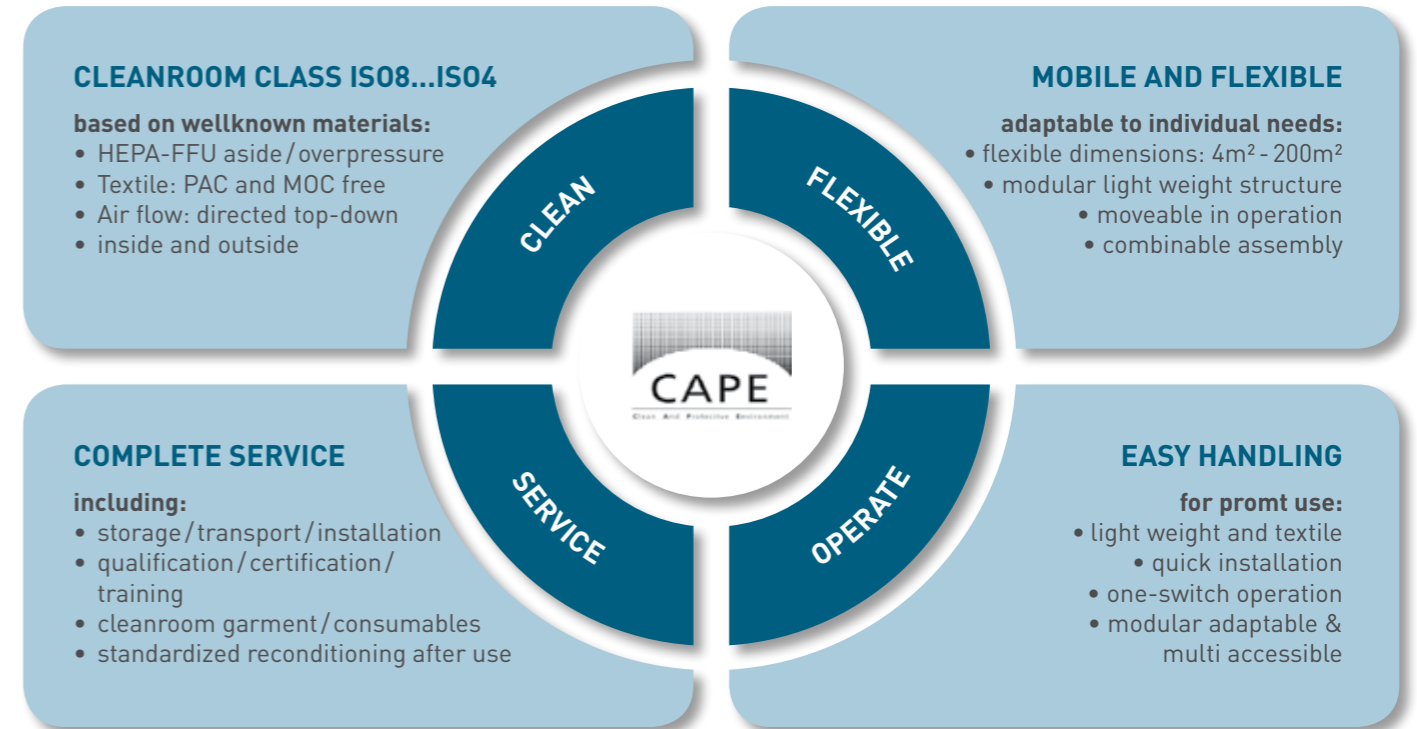 CLEANROOM CLASS ISO8...ISO4
based on wellknown materials:
• HEPA-FFU aside/overpressure
• Textile: PAC and MOC free
• Air flow: directed top-down
• inside and outside
MOBILE AND FLEXIBLE
adaptable to individual needs:
• flexible dimensions: 4m² - 200m²
• modular light weight structure
• moveable in operation
• combinable assembly
CLEAN
FLEXIBLE
CAPE
Clean And Protective Environment
SERVICE
OPERATE
COMPLETE SERVICE
including:
• storage/transport/installation
• qualification/certification/
training
• cleanroom garment/consumables
• standardized reconditioning after use
EASY HANDLING
for promt use:
• light weight and textile
• quick installation
• one-switch operation
• modular adaptable &
multi accessible